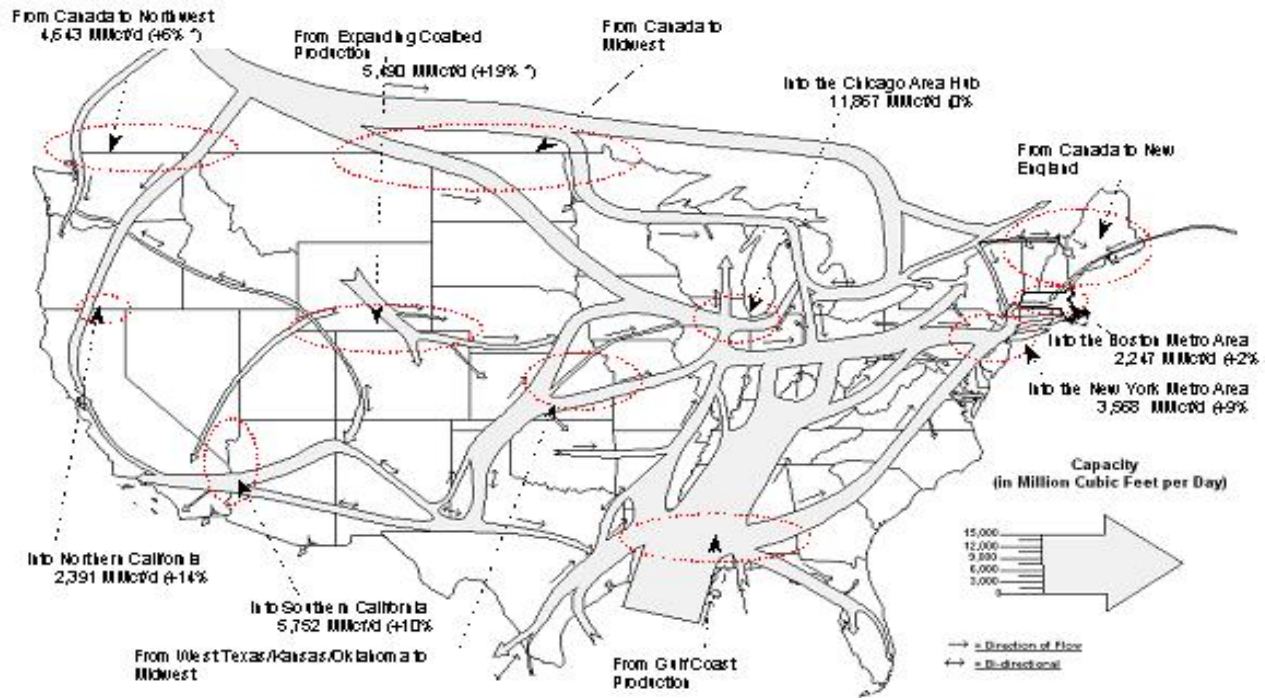 From Canada to Northwest
4,643 MMcf/d (+6% *)
From Expanding Coalbed
Production
5,490 MMcf/d (+19% *)
From Canada to
Midwest
Into the Chicago Area Hub
11,867 MMcf/d (0%
From Canada to New
England
Into the Boston Metro Area
2,247 MMcf/d (+2%
Into the New York Metro Area
3,568 MMcf/d (+9%
Capacity
(in Million Cubic Feet per Day)
15,000
12,000
9,000
6,000
3,000
0
→ = Direction of Flow
↔ = Bi-directional
Into Northern California
2,391 MMcf/d (+14%
Into Southern California
5,752 MMcf/d (+10%
From West Texas/Kansas/Oklahoma to
Midwest
From Gulf Coast
Production